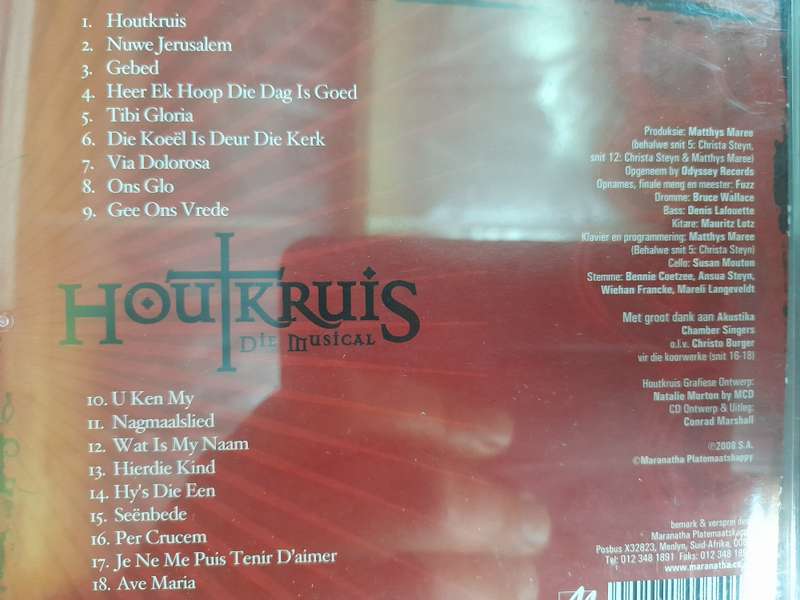 1. Houtkruis
2. Nuwe Jerusalem
3. Gebed
4. Heer Ek Hoop Die Dag Is Goed
5. Tibi Gloria
6. Die Koeël Is Deur Die Kerk
7. Via Dolorosa
8. Ons Glo
9. Gee Ons Vrede
HOUTKRUIS
DIE MUSICAL
10. U Ken My
11. Nagmaalslied
12. Wat Is My Naam
13. Hierdie Kind
14. Hy's Die Een
15. Seënbede
16. Per Crucem
17. Je Ne Me Puis Tenir D'aimer
18. Ave Maria
Produksie: Matthys Maree
(behalwe snit 5: Christa Steyn,
snit 12: Christa Steyn & Matthys Maree)
Opgeneem by Odyssey Records
Opnames, finale meng en meester: Fuzz
Dromme: Bruce Wallace
Bass: Denis Lalouette
Kitare: Mauritz Lotz
Klavier en programmering: Matthys Maree
(Behalwe snit 5: Christa Steyn)
Cello: Susan Mouton
Stemme: Bennie Coetzee, Ansua Steyn,
Wiehan Francke, Mareli Langeveldt
Met groot dank aan Akustika
Chamber Singers
o.l.v. Christo Burger
vir die koorwerke (snit 16-18)
Houtkruis Grafiese Ontwerp:
Natalie Murton by MCD
CD Ontwerp & Uitleg:
Conrad Marshall
℗2008 S.A.
©Maranatha Platemaatskappy
bemark & versprei
Maranatha Platemaatskappy
Posbus X32823, Menlyn, Suid-Afrika,
Tel: 012 348 1891 Faks: 012 348
www.maranatha.co